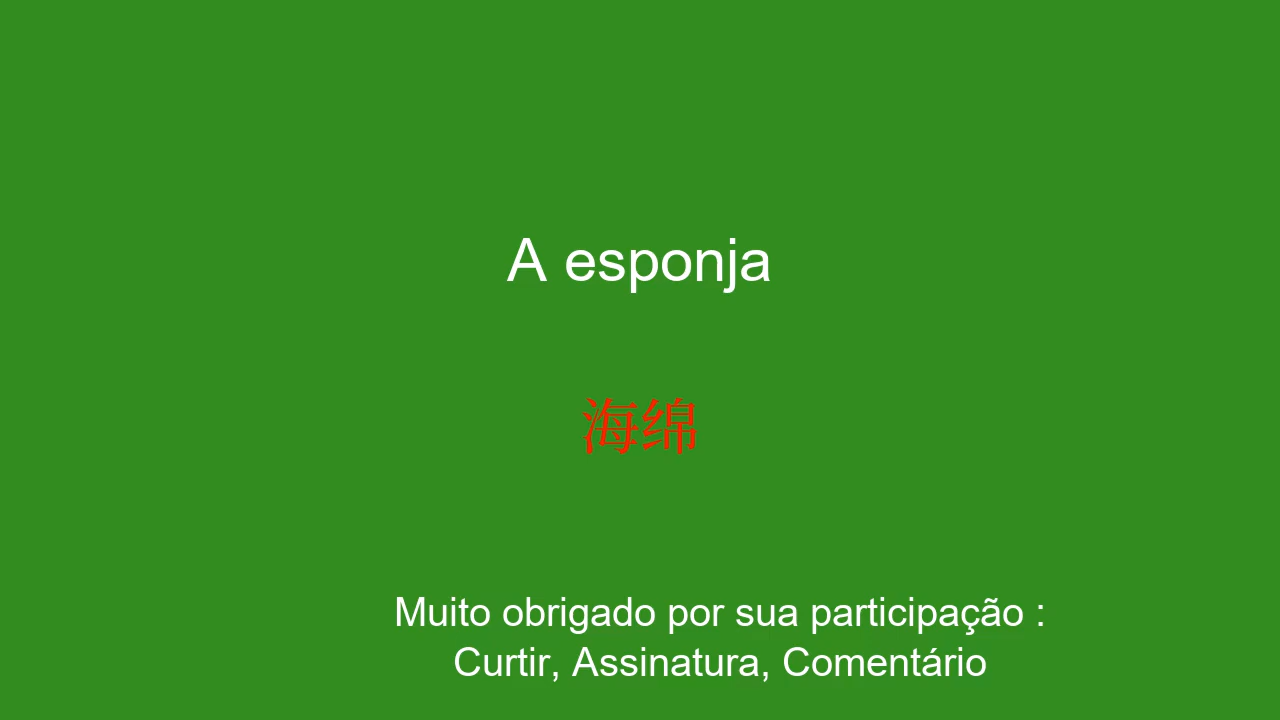 A esponja
海绵
Muito obrigado por sua participação :
Curtir, Assinatura, Comentário